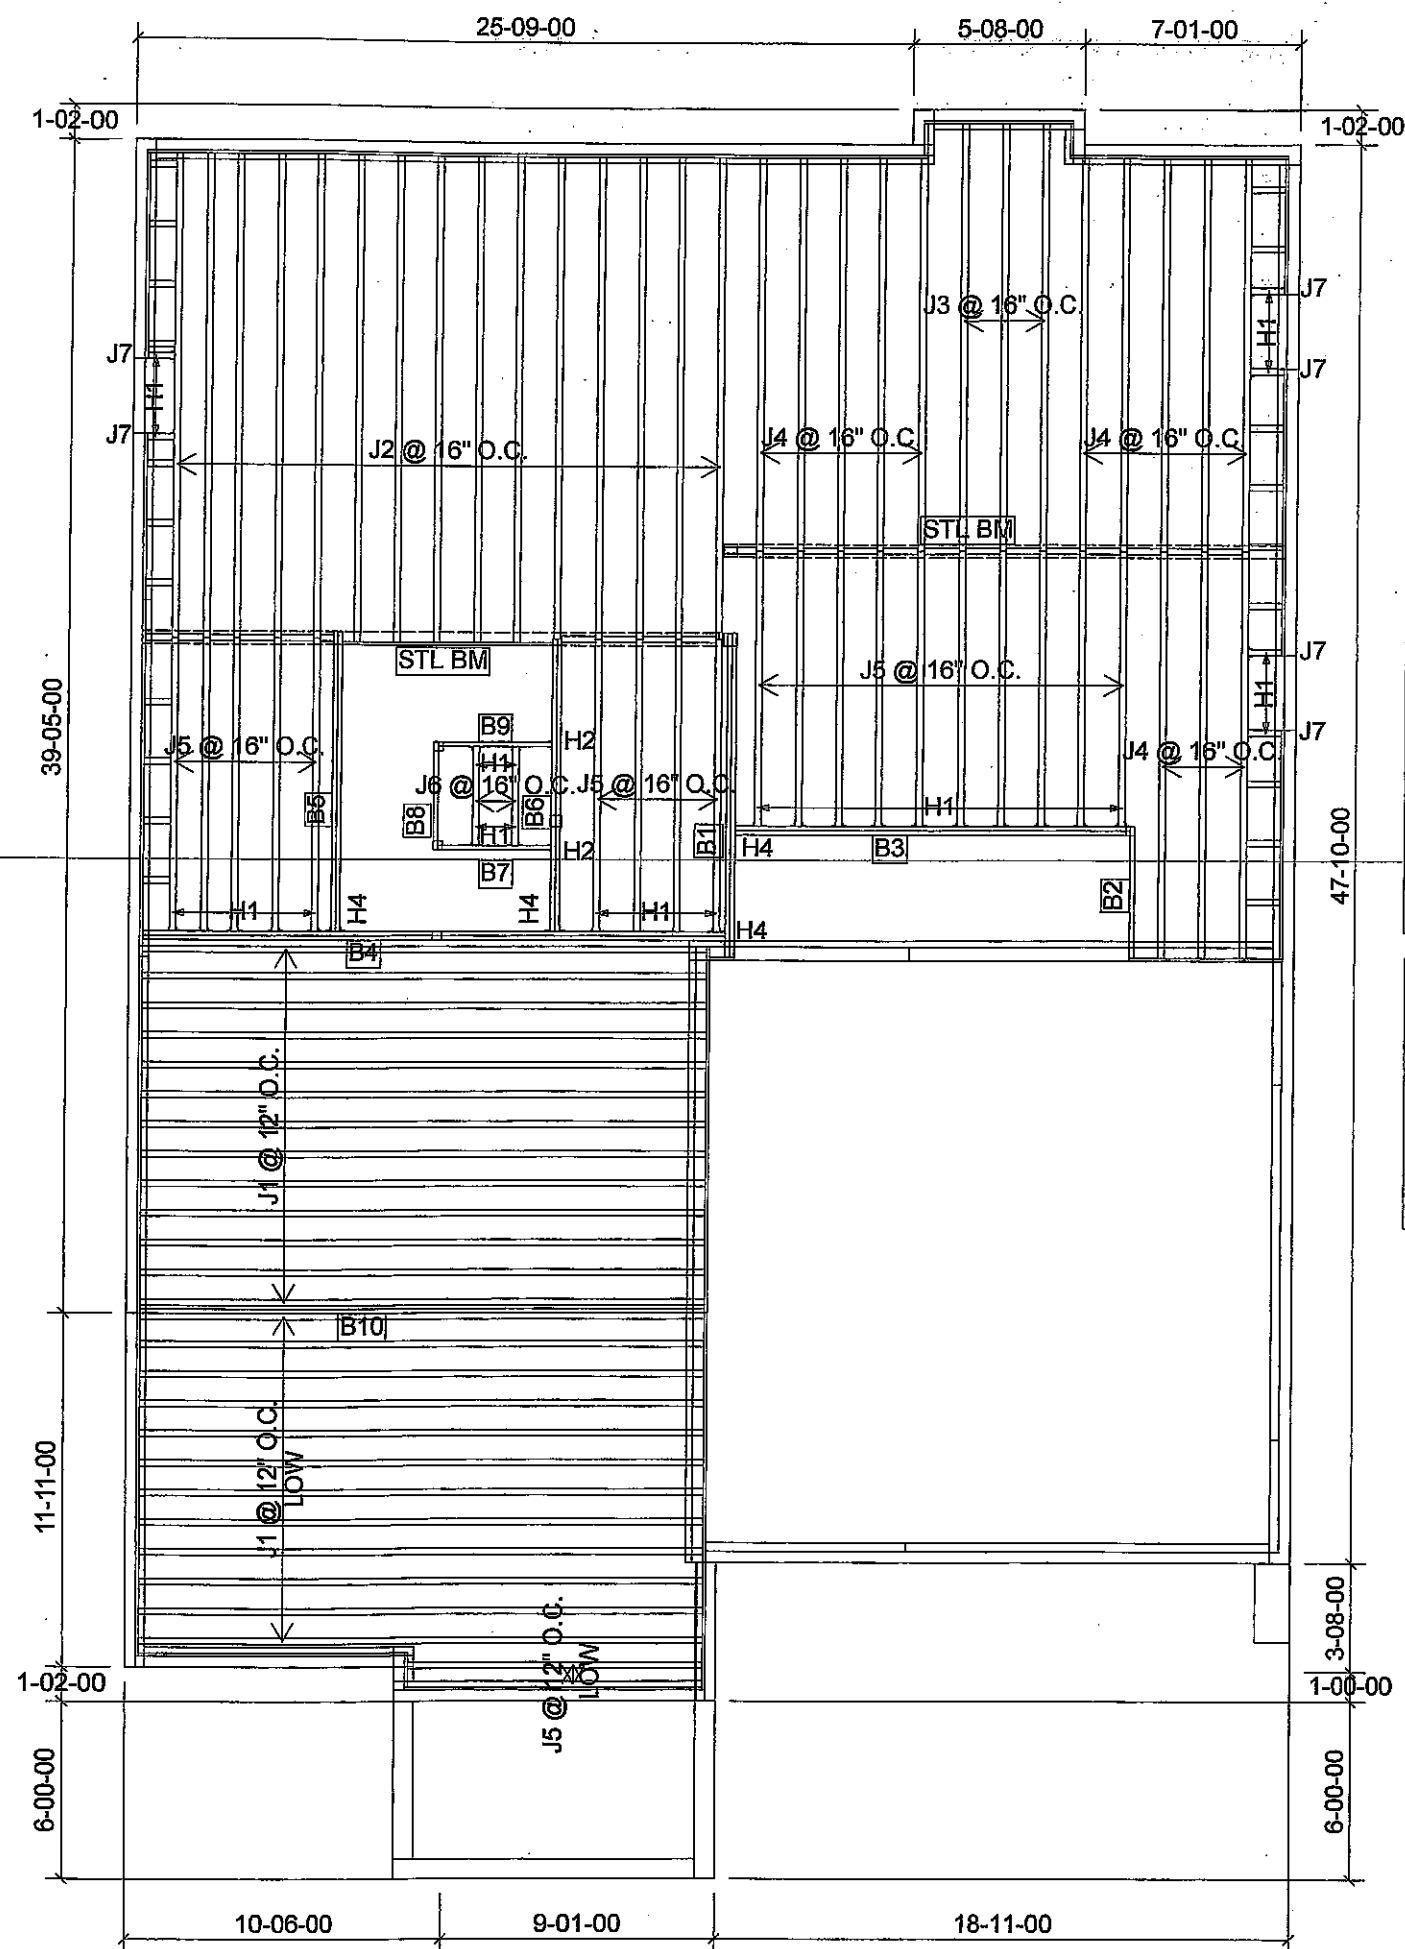 25-09-00
5-08-00
7-01-00
1-02-00
1-02-00
J7
J3 @ 16" O.C.
H1
J7
H1
J7
J7
J2 @ 16" O.C.
J4 @ 16" O.C.
J4 @ 16" O.C.
STL BM
STL BM
J7
J5 @ 16" O.C.
H1
39-05-00
B9
H2
J7
J5 @ 16" O.C.
H1
J4 @ 16" O.C.
J6 @ 16" O.C.
J5 @ 16" O.C.
B5
B8
B6
H1
H1
B1
H4
B3
47-10-00
H2
B7
B2
H1
H4
H4
H1
H4
B4
J1 @ 12" O.C.
B10
J1 @ 12" O.C.
LOW
11-11-00
J5 @ 12" O.C.
LOW
3-08-00
1-02-00
1-00-00
6-00-00
6-00-00
10-06-00
9-01-00
18-11-00